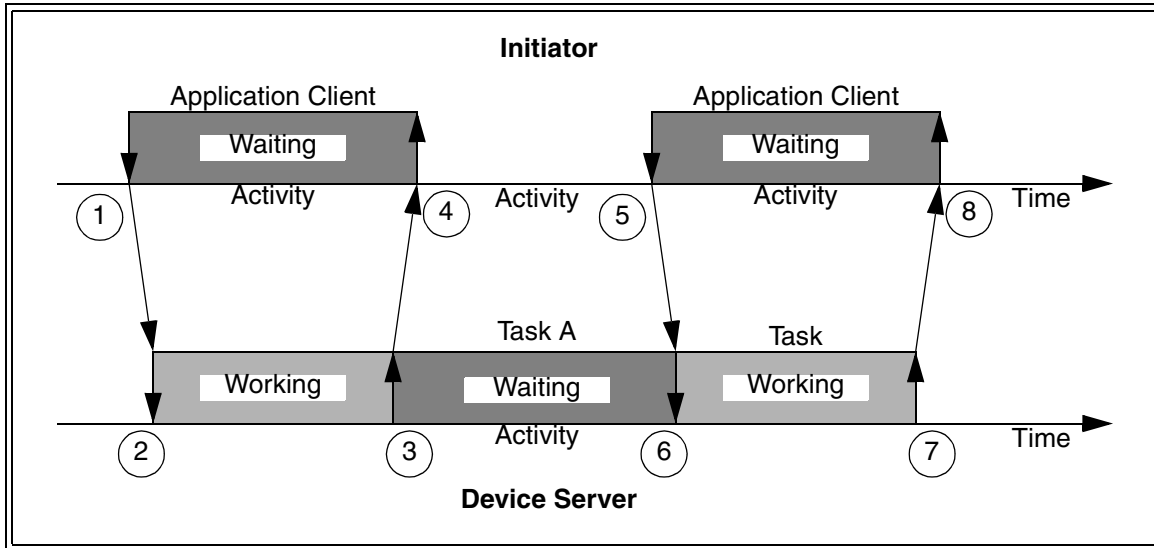 Initiator
Application Client Application Client
Waiting Waiting
Activity Activity Activity Time
1 4 5 8
Task A Task
Working Waiting Working
Activity Time
2 3 6 7
Device Server